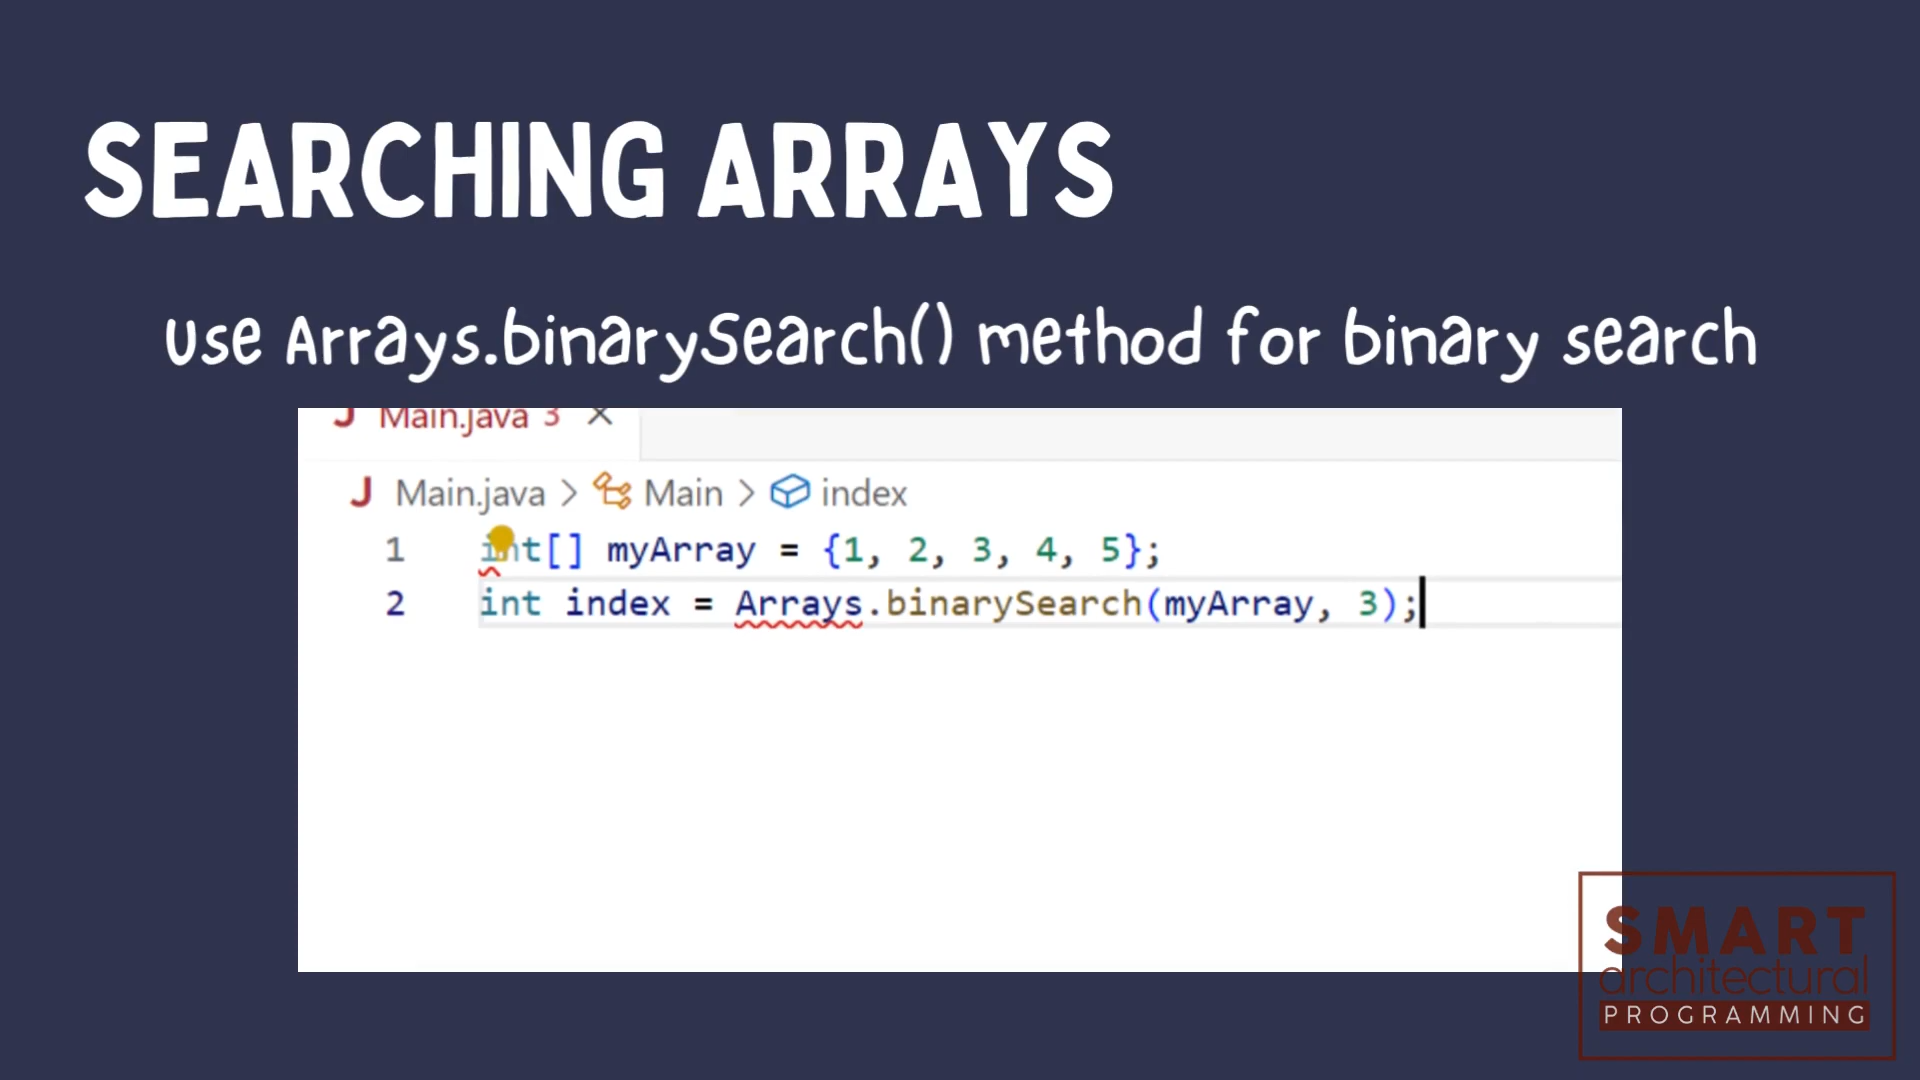 SEARCHING ARRAYS
use Arrays.binarySearch() method for binary search
J Main.java 3 ×
J Main.java > Main > index
1 int[] myArray = {1, 2, 3, 4, 5};
2 int index = Arrays.binarySearch(myArray, 3);
SMART
architectural
PROGRAMMING